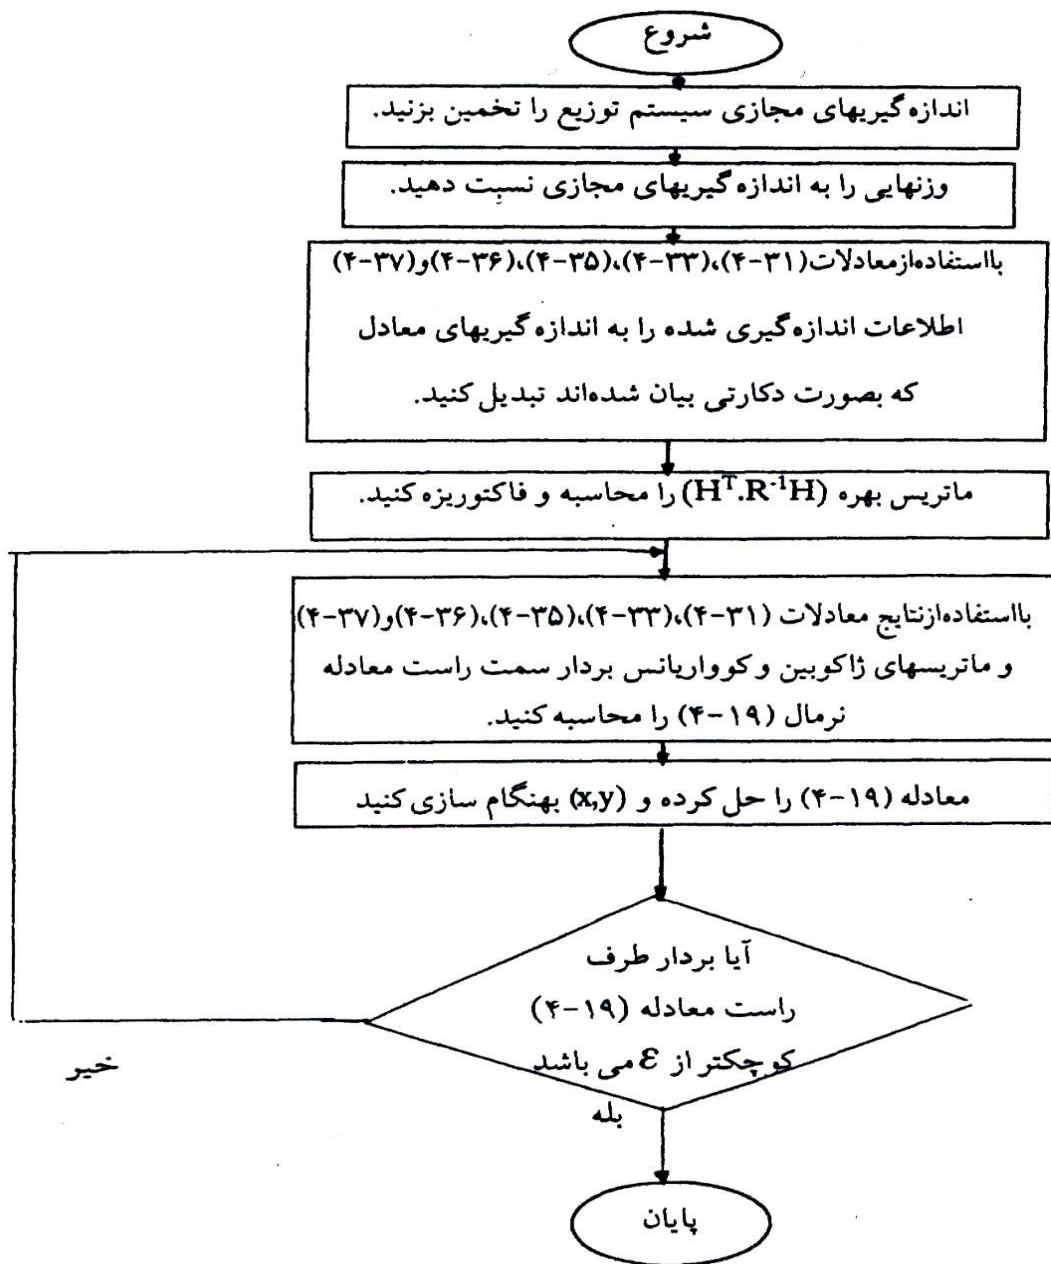 شروع
اندازه گیریهای مجازی سیستم توزیع را تخمین بزنید.
وزنهایی را به اندازه گیریهای مجازی نسبت دهید.
بااستفاده‌ازمعادلات(۳۱-۴)،(۳۳-۴)،(۳۵-۴)،(۳۶-۴)و(۳۷-۴)
اطلاعات اندازه‌گیری شده را به اندازه گیریهای معادل
که بصورت دکارتی بیان شده‌اند تبدیل کنید.
ماتریس بهره (H^T.R^-1H) را محاسبه و فاکتوریزه کنید.
بااستفاده‌ازنتایج معادلات (۳۱-۴)،(۳۳-۴)،(۳۵-۴)،(۳۶-۴)و(۳۷-۴)
و ماتریسهای ژاکوبین و کوواریانس بردار سمت راست معادله
نرمال (۱۹-۴) را محاسبه کنید.
معادله (۱۹-۴) را حل کرده و (x,y) بهنگام سازی کنید
آیا بردار طرف
راست معادله (۱۹-۴)
کوچکتر از ε می باشد
خیر
بله
پایان